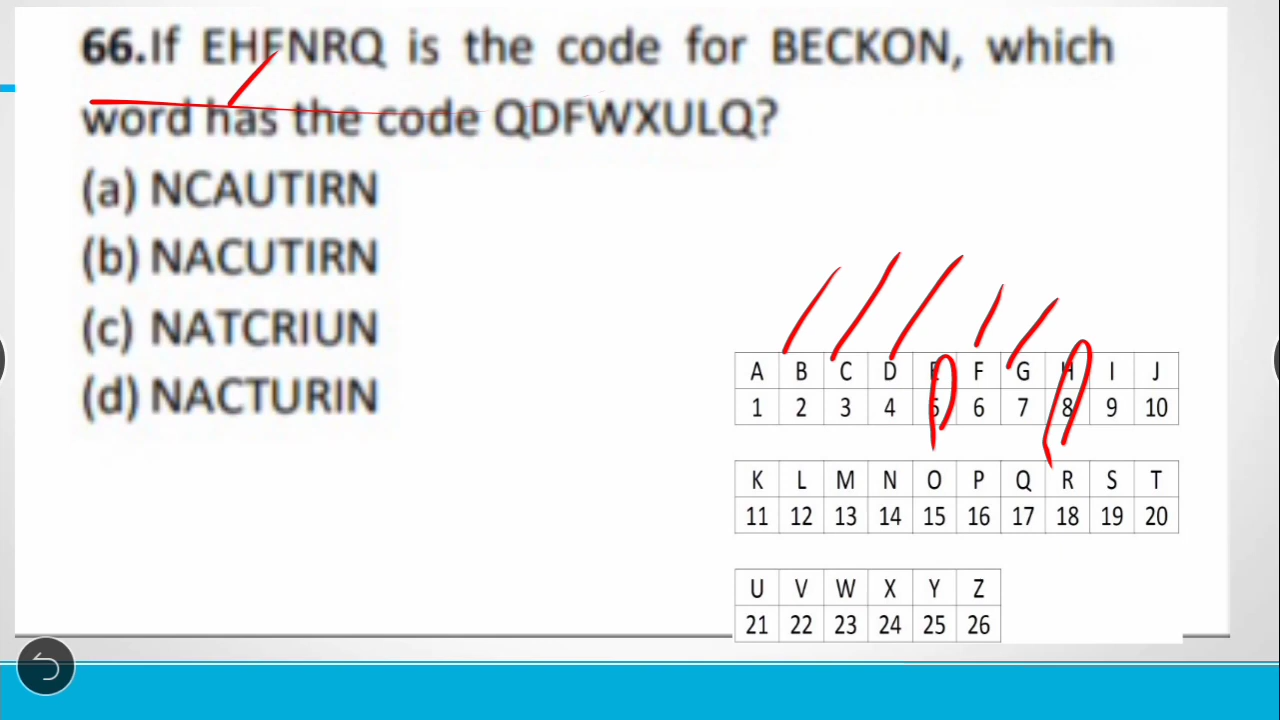 66.If EHFNRQ is the code for BECKON, which
word has the code QDFWXULQ?
(a) NCAUTIRN
(b) NACUTIRN
(c) NATCRIUN
(d) NACTURIN
A B C D E F G H I J
1 2 3 4 5 6 7 8 9 10
K L M N O P Q R S T
11 12 13 14 15 16 17 18 19 20
U V W X Y Z
21 22 23 24 25 26